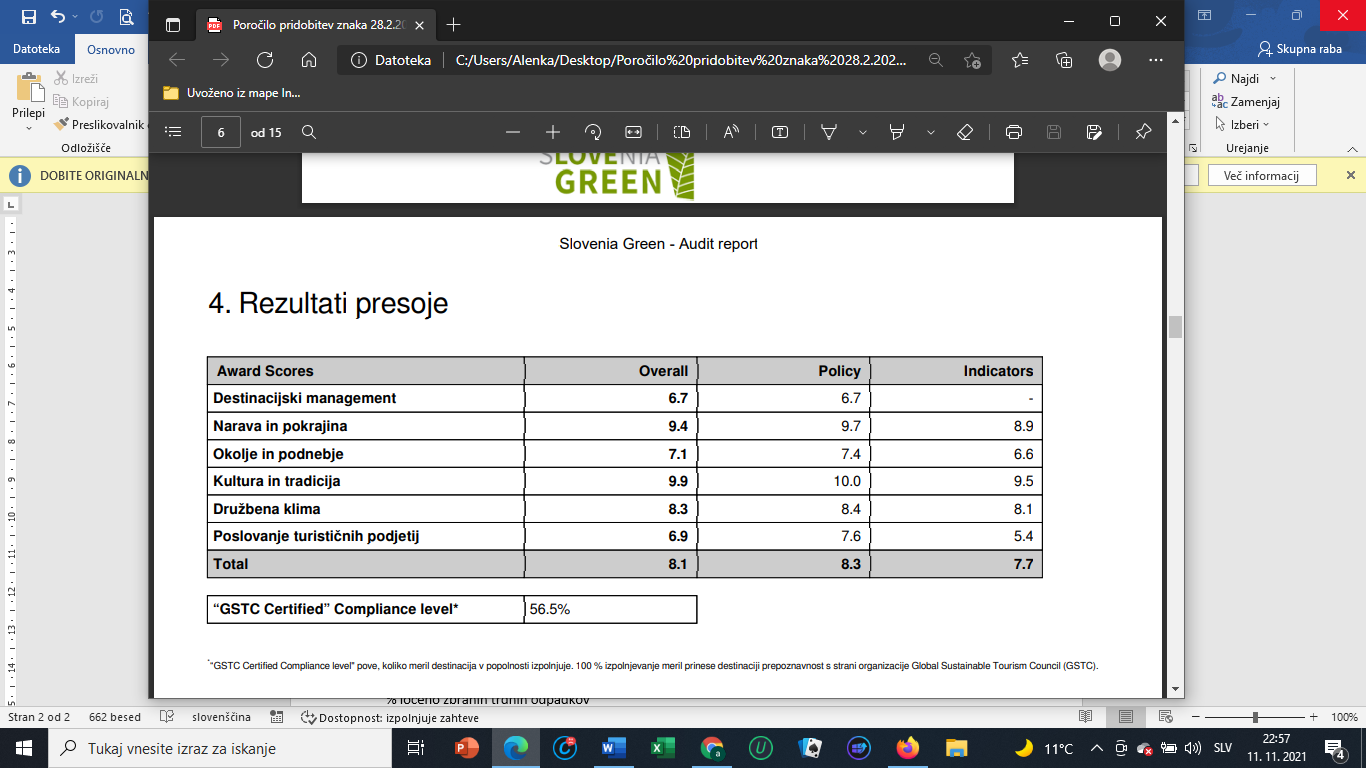 Poročilo pridobitev znaka 28.2.20
Datoteka
Osnovno
Skupna raba
Datoteka
C:/Users/Alenka/Desktop/Poročilo%20pridobitev%20znaka%2028.2.202...
Izreži
Kopiraj
Prilepi
Preslikovalnik
Odložišče
Najdi
Zamenjaj
Izberi
Urejanje
Uvoženo iz mape In...
6 od 15
DOBITE ORIGINALN
Več informacij
SLOVENIA
GREEN
Slovenia Green - Audit report
4. Rezultati presoje
Award Scores Overall Policy Indicators
Destinacijski management 6.7 6.7 -
Narava in pokrajina 9.4 9.7 8.9
Okolje in podnebje 7.1 7.4 6.6
Kultura in tradicija 9.9 10.0 9.5
Družbena klima 8.3 8.4 8.1
Poslovanje turističnih podjetij 6.9 7.6 5.4
Total 8.1 8.3 7.7
“GSTC Certified” Compliance level* 56.5%
*"GSTC Certified Compliance level" pove, koliko meril destinacija v popolnosti izpolnjuje. 100 % izpolnjevanje meril prinese destinaciji prepoznavnost s strani organizacije Global Sustainable Tourism Council (GSTC).
% ločeno zbranih trdnih odpadkov
Stran 2 od 2 662 besed slovenščina Dostopnost: izpolnjuje zahteve 100%
Tukaj vnesite izraz za iskanje
11°C SLV 22:57
11. 11. 2021
4